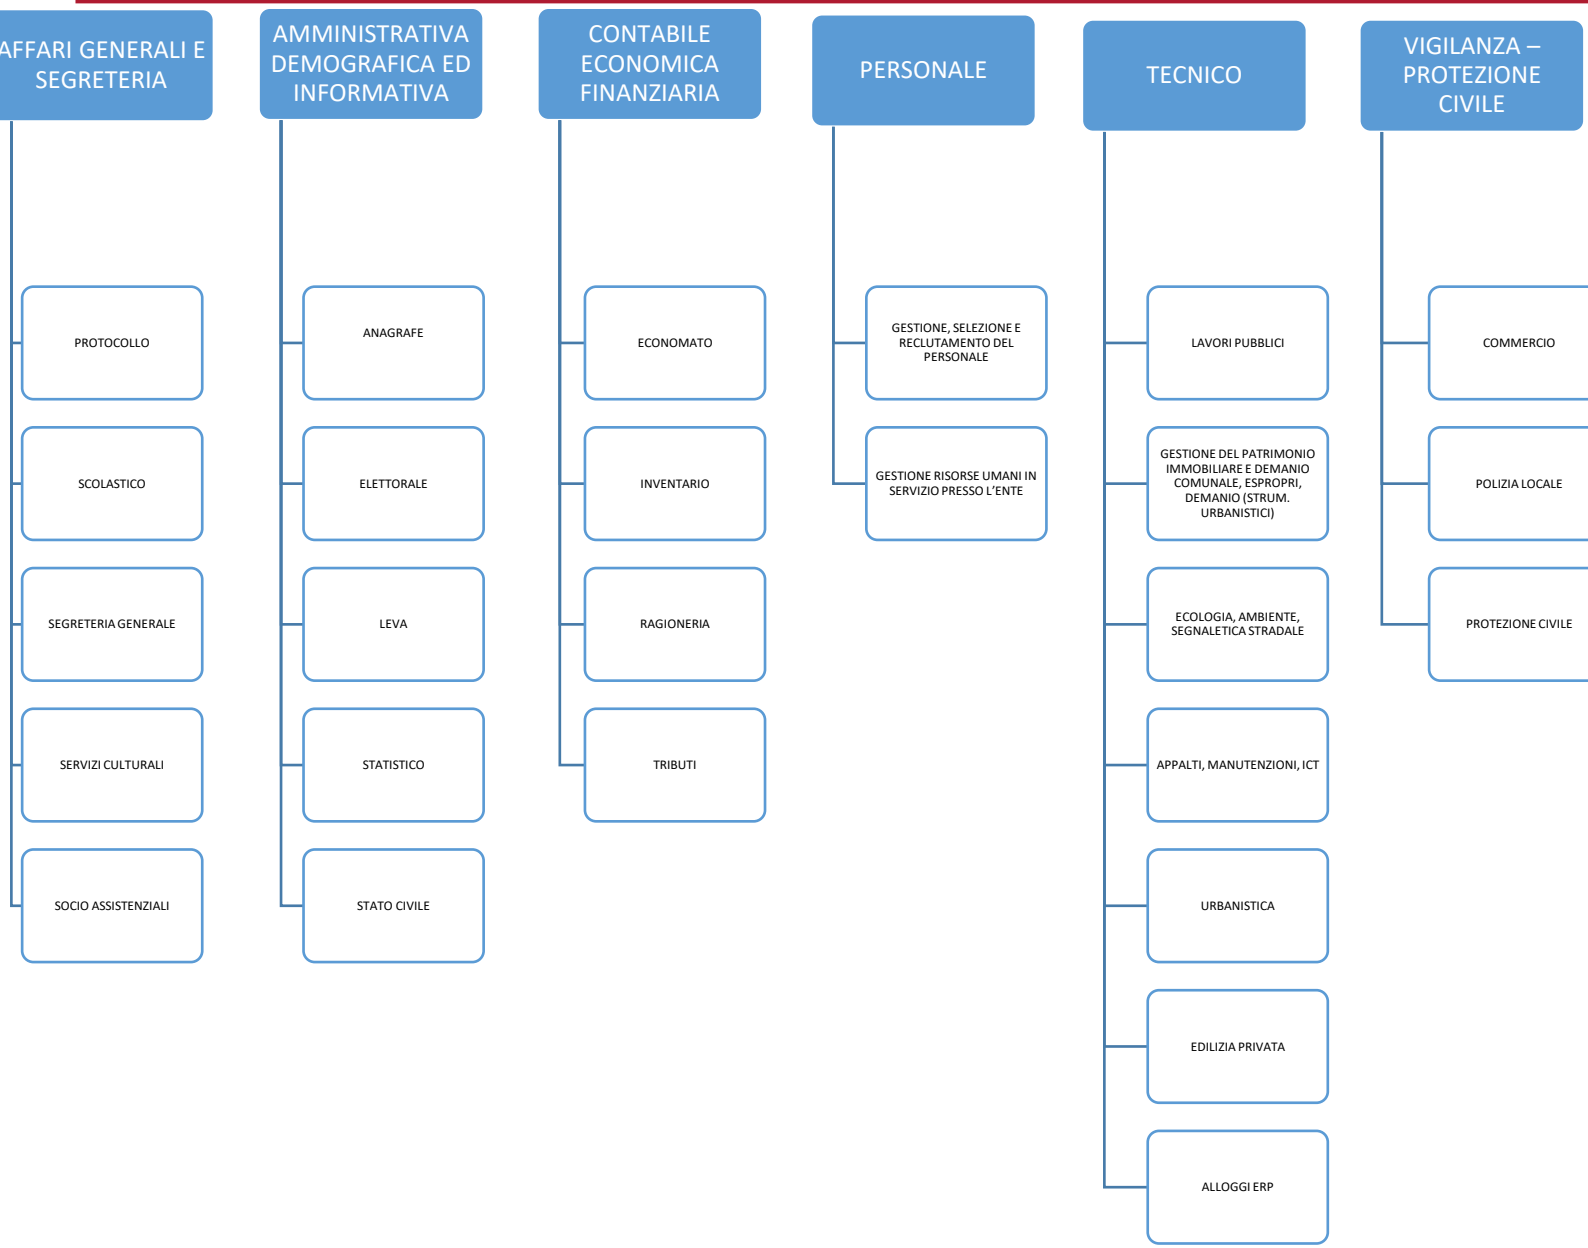 AFFARI GENERALI E
SEGRETERIA
PROTOCOLLO
SCOLASTICO
SEGRETERIA GENERALE
SERVIZI CULTURALI
SOCIO ASSISTENZIALI
AMMINISTRATIVA
DEMOGRAFICA ED
INFORMATIVA
ANAGRAFE
ELETTORALE
LEVA
STATISTICO
STATO CIVILE
CONTABILE
ECONOMICA
FINANZIARIA
ECONOMATO
INVENTARIO
RAGIONERIA
TRIBUTI
PERSONALE
GESTIONE, SELEZIONE E
RECLUTAMENTO DEL
PERSONALE
GESTIONE RISORSE UMANI IN
SERVIZIO PRESSO L’ENTE
TECNICO
LAVORI PUBBLICI
GESTIONE DEL PATRIMONIO
IMMOBILIARE E DEMANIO
COMUNALE, ESPROPRI,
DEMANIO (STRUM.
URBANISTICI)
ECOLOGIA, AMBIENTE,
SEGNALETICA STRADALE
APPALTI, MANUTENZIONI, ICT
URBANISTICA
EDILIZIA PRIVATA
ALLOGGI ERP
VIGILANZA –
PROTEZIONE
CIVILE
COMMERCIO
POLIZIA LOCALE
PROTEZIONE CIVILE